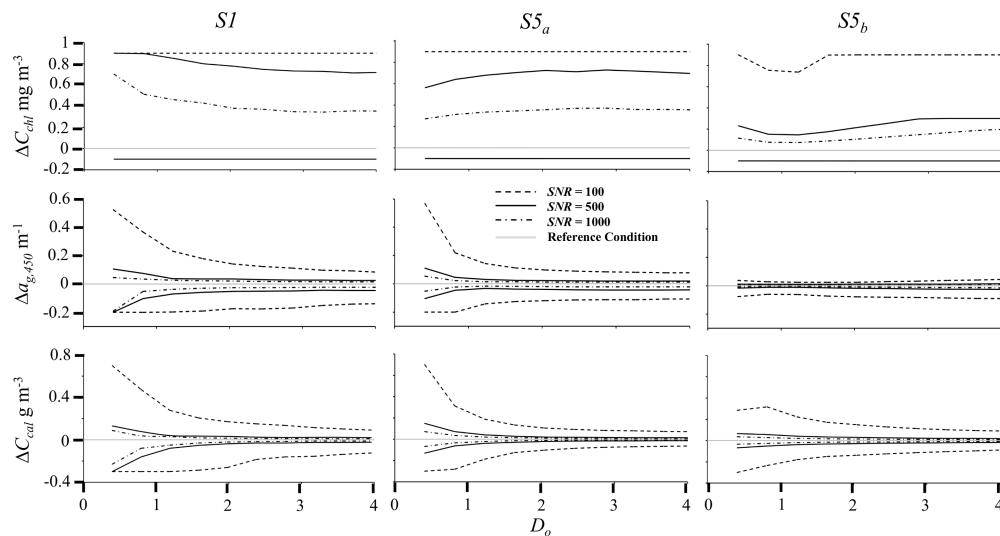 S1 S5a S5b
ΔCchl mg m-3
1
0.8
0.6
0.4
0.2
0
-0.2
Δag,450 m-1
0.6
0.4
0.2
0
-0.2
SNR = 100
SNR = 500
SNR = 1000
Reference Condition
ΔCcal g m-3
0.8
0.4
0
-0.4
0 1 2 3 4 0 1 2 3 4 0 1 2 3 4
Do